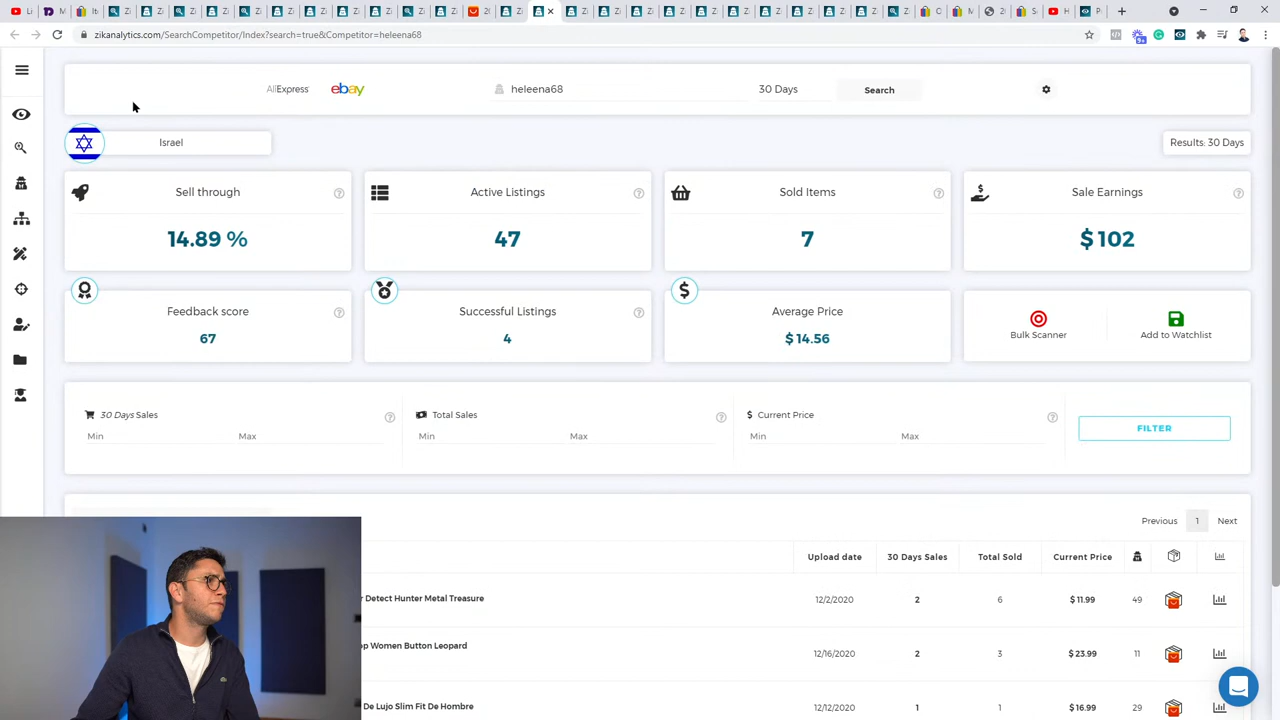 zikanalytics.com/SearchCompetitor/Index?search=true&Competitor=heleena68
AliExpress ebay heleena68 30 Days Search
Israel Results: 30 Days
Sell through Active Listings Sold Items Sale Earnings
14.89 % 47 7 $ 102
Feedback score Successful Listings Average Price
67 4 $ 14.56 Bulk Scanner Add to Watchlist
30 Days Sales Total Sales $ Current Price
Min Max Min Max Min Max FILTER
Previous 1 Next
Upload date 30 Days Sales Total Sold Current Price
Detect Hunter Metal Treasure 12/2/2020 2 6 $ 11.99 49
Women Button Leopard 12/16/2020 2 3 $ 23.99 11
De Lujo Slim Fit De Hombre 12/12/2020 1 1 $ 16.99 29